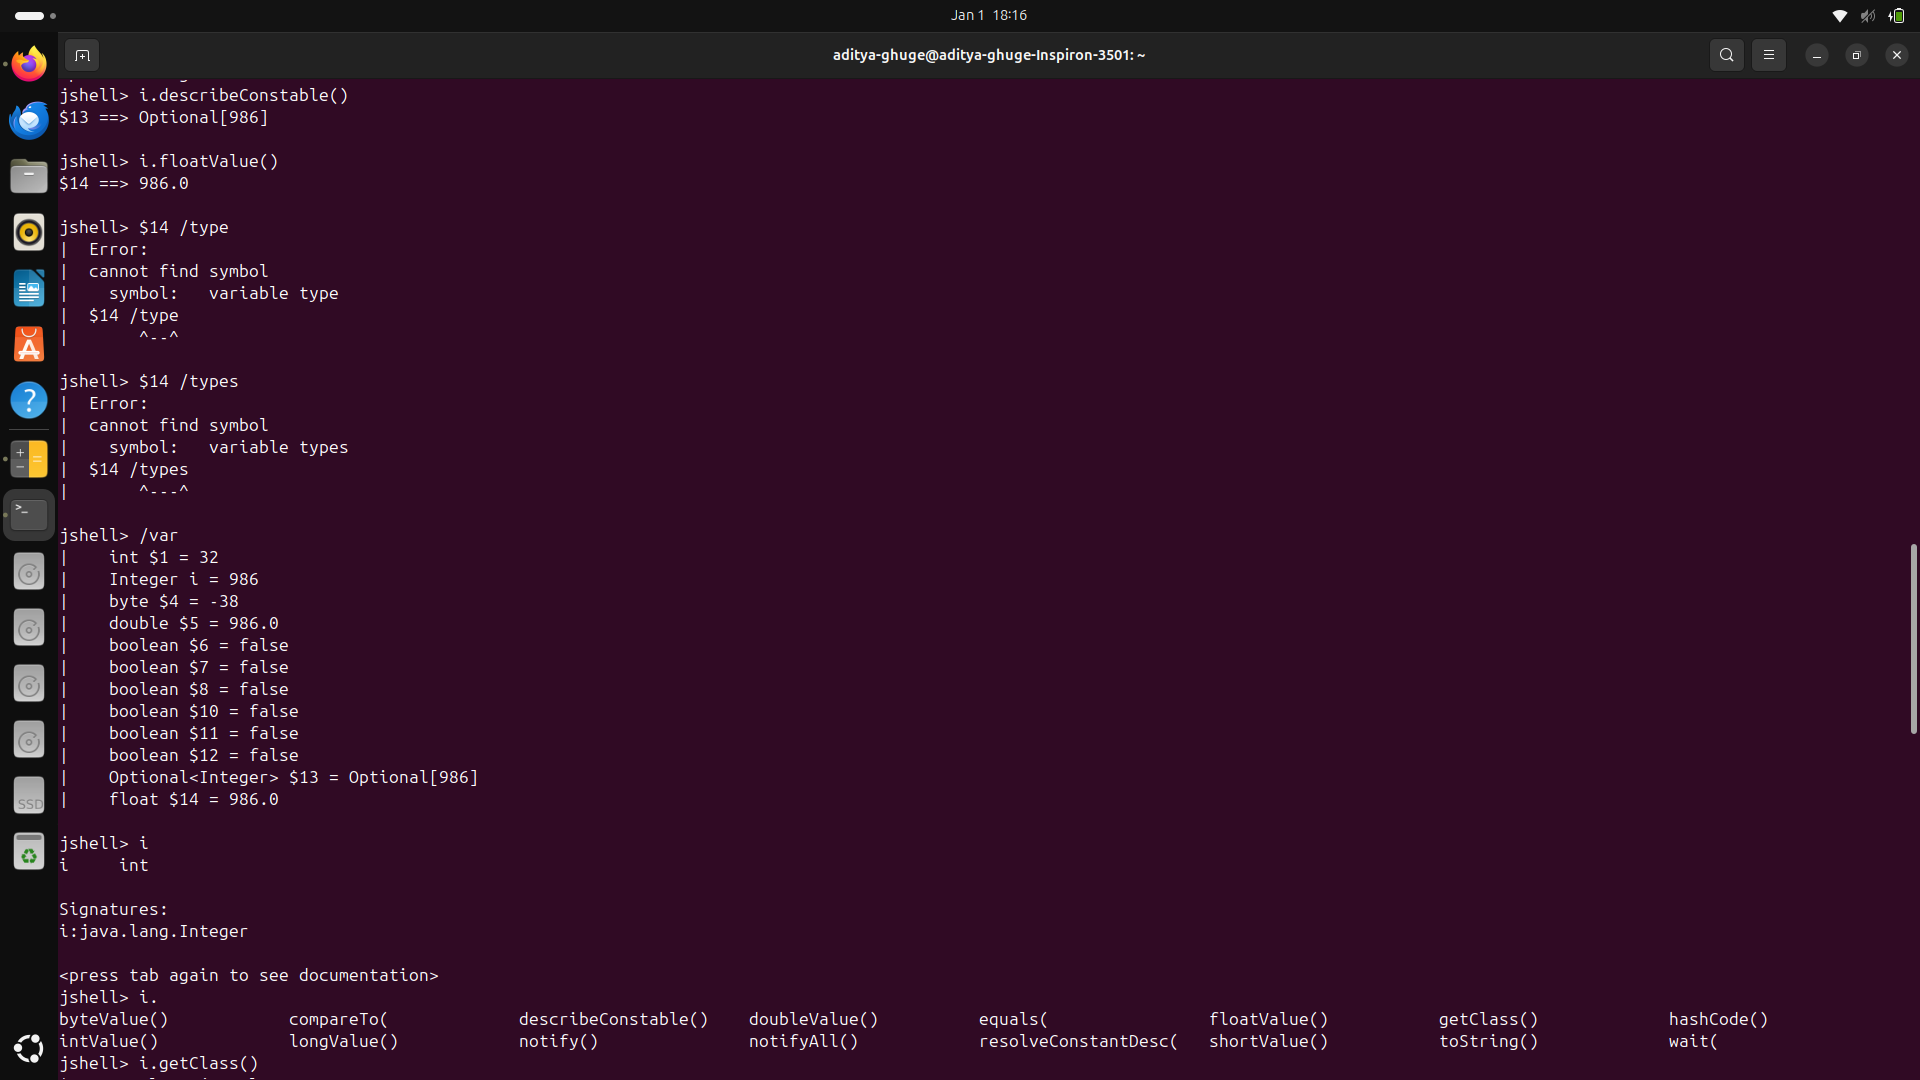 Jan 1 18:16
aditya-ghuge@aditya-ghuge-Inspiron-3501: ~
jshell> i.describeConstable()
$13 ==> Optional[986]
jshell> i.floatValue()
$14 ==> 986.0
jshell> $14 /type
|  Error:
|  cannot find symbol
|    symbol:   variable type
|  $14 /type
|       ^--^
jshell> $14 /types
|  Error:
|  cannot find symbol
|    symbol:   variable types
|  $14 /types
|       ^---^
jshell> /var
|    int $1 = 32
|    Integer i = 986
|    byte $4 = -38
|    double $5 = 986.0
|    boolean $6 = false
|    boolean $7 = false
|    boolean $8 = false
|    boolean $10 = false
|    boolean $11 = false
|    boolean $12 = false
|    Optional<Integer> $13 = Optional[986]
|    float $14 = 986.0
jshell> i
i     int
Signatures:
i:java.lang.Integer
<press tab again to see documentation>
jshell> i.
byteValue()            compareTo(             describeConstable()    doubleValue()          equals(                floatValue()           getClass()             hashCode()
intValue()             longValue()            notify()               notifyAll()            resolveConstantDesc(   shortValue()           toString()             wait(
jshell> i.getClass()
SSD